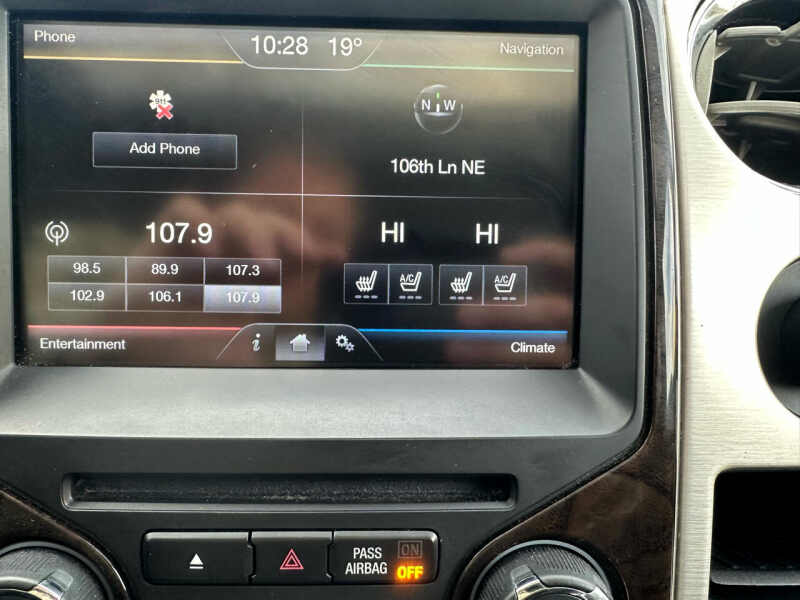 Phone
10:28 19°
Navigation
911
Add Phone
N W
106th Ln NE
107.9
98.5 89.9 107.3
102.9 106.1 107.9
HI HI
A/C A/C
Entertainment
i
Climate
PASS AIRBAG
ON
OFF